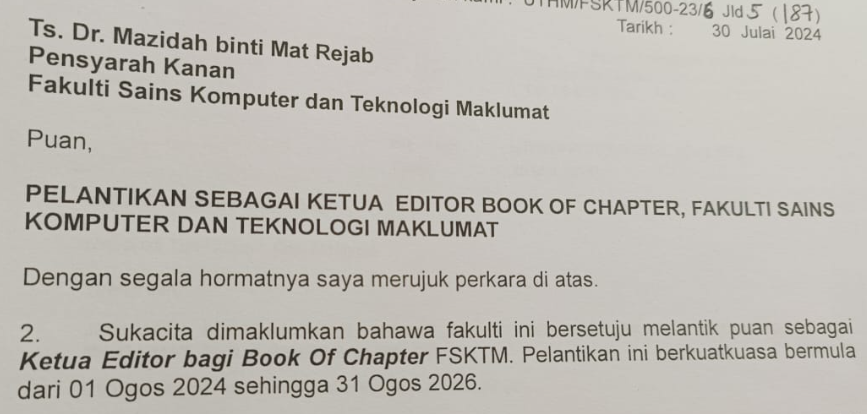 UTHM/FSKTM/500-23/6 Jld 5 (187)
Tarikh : 30 Julai 2024
Ts. Dr. Mazidah binti Mat Rejab
Pensyarah Kanan
Fakulti Sains Komputer dan Teknologi Maklumat
Puan,
PELANTIKAN SEBAGAI KETUA EDITOR BOOK OF CHAPTER, FAKULTI SAINS
KOMPUTER DAN TEKNOLOGI MAKLUMAT
Dengan segala hormatnya saya merujuk perkara di atas.
2. Sukacita dimaklumkan bahawa fakulti ini bersetuju melantik puan sebagai
Ketua Editor bagi Book Of Chapter FSKTM. Pelantikan ini berkuatkuasa bermula
dari 01 Ogos 2024 sehingga 31 Ogos 2026.